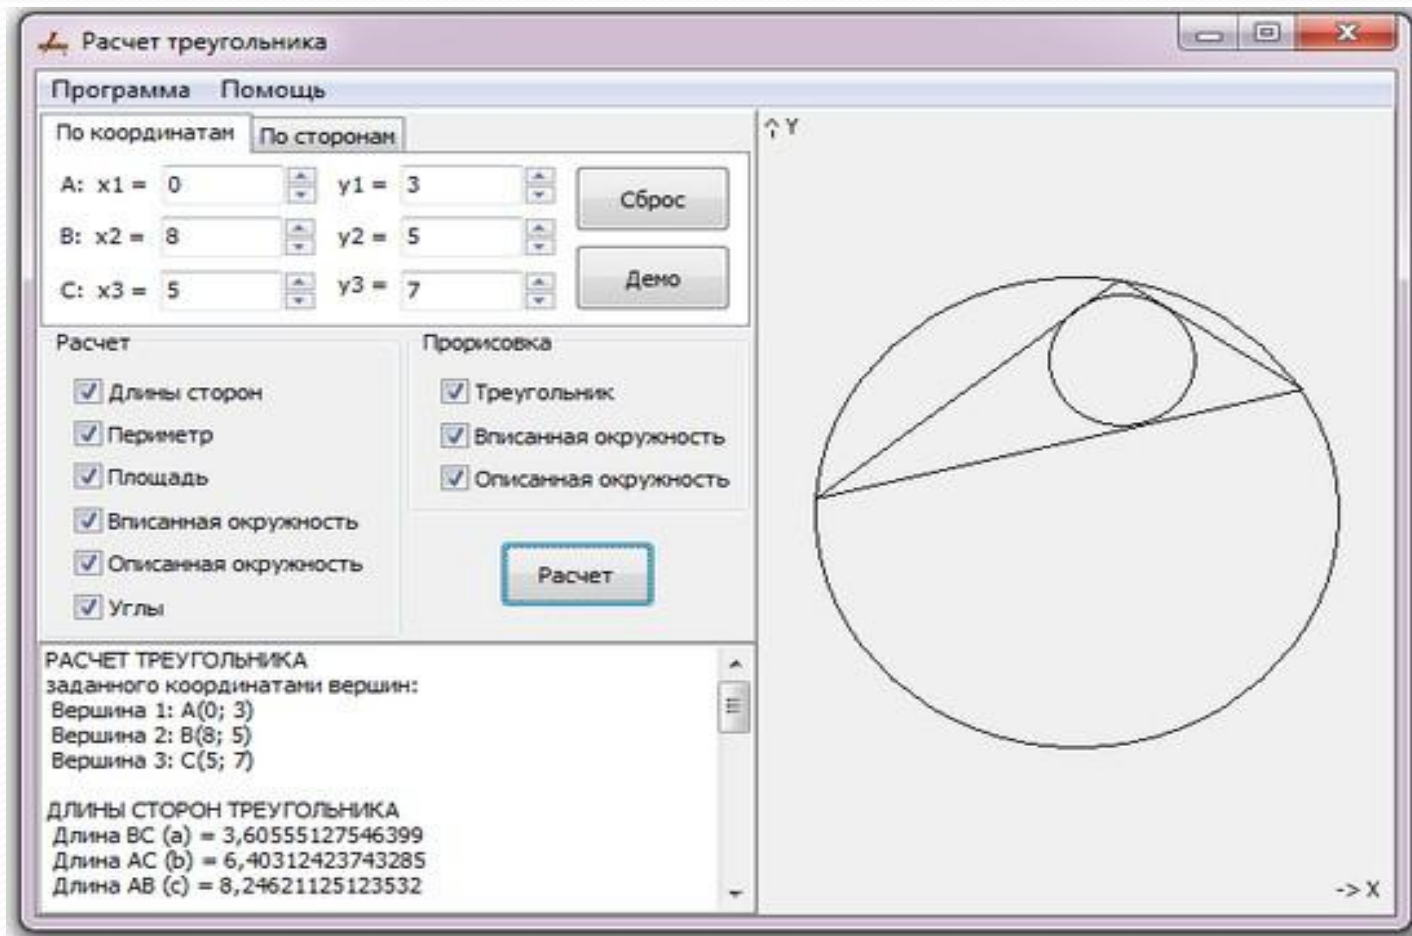 Расчет треугольника
Программа Помощь
По координатам По сторонам
A: x1 = 0 y1 = 3
B: x2 = 8 y2 = 5
C: x3 = 5 y3 = 7
Сброс
Демо
Расчет
Длины сторон
Периметр
Площадь
Вписанная окружность
Описанная окружность
Углы
Прорисовка
Треугольник
Вписанная окружность
Описанная окружность
Расчет
РАСЧЕТ ТРЕУГОЛЬНИКА
заданного координатами вершин:
Вершина 1: A(0; 3)
Вершина 2: B(8; 5)
Вершина 3: C(5; 7)
ДЛИНЫ СТОРОН ТРЕУГОЛЬНИКА
Длина BC (a) = 3,60555127546399
Длина AC (b) = 6,40312423743285
Длина AB (c) = 8,24621125123532
Y
-> X